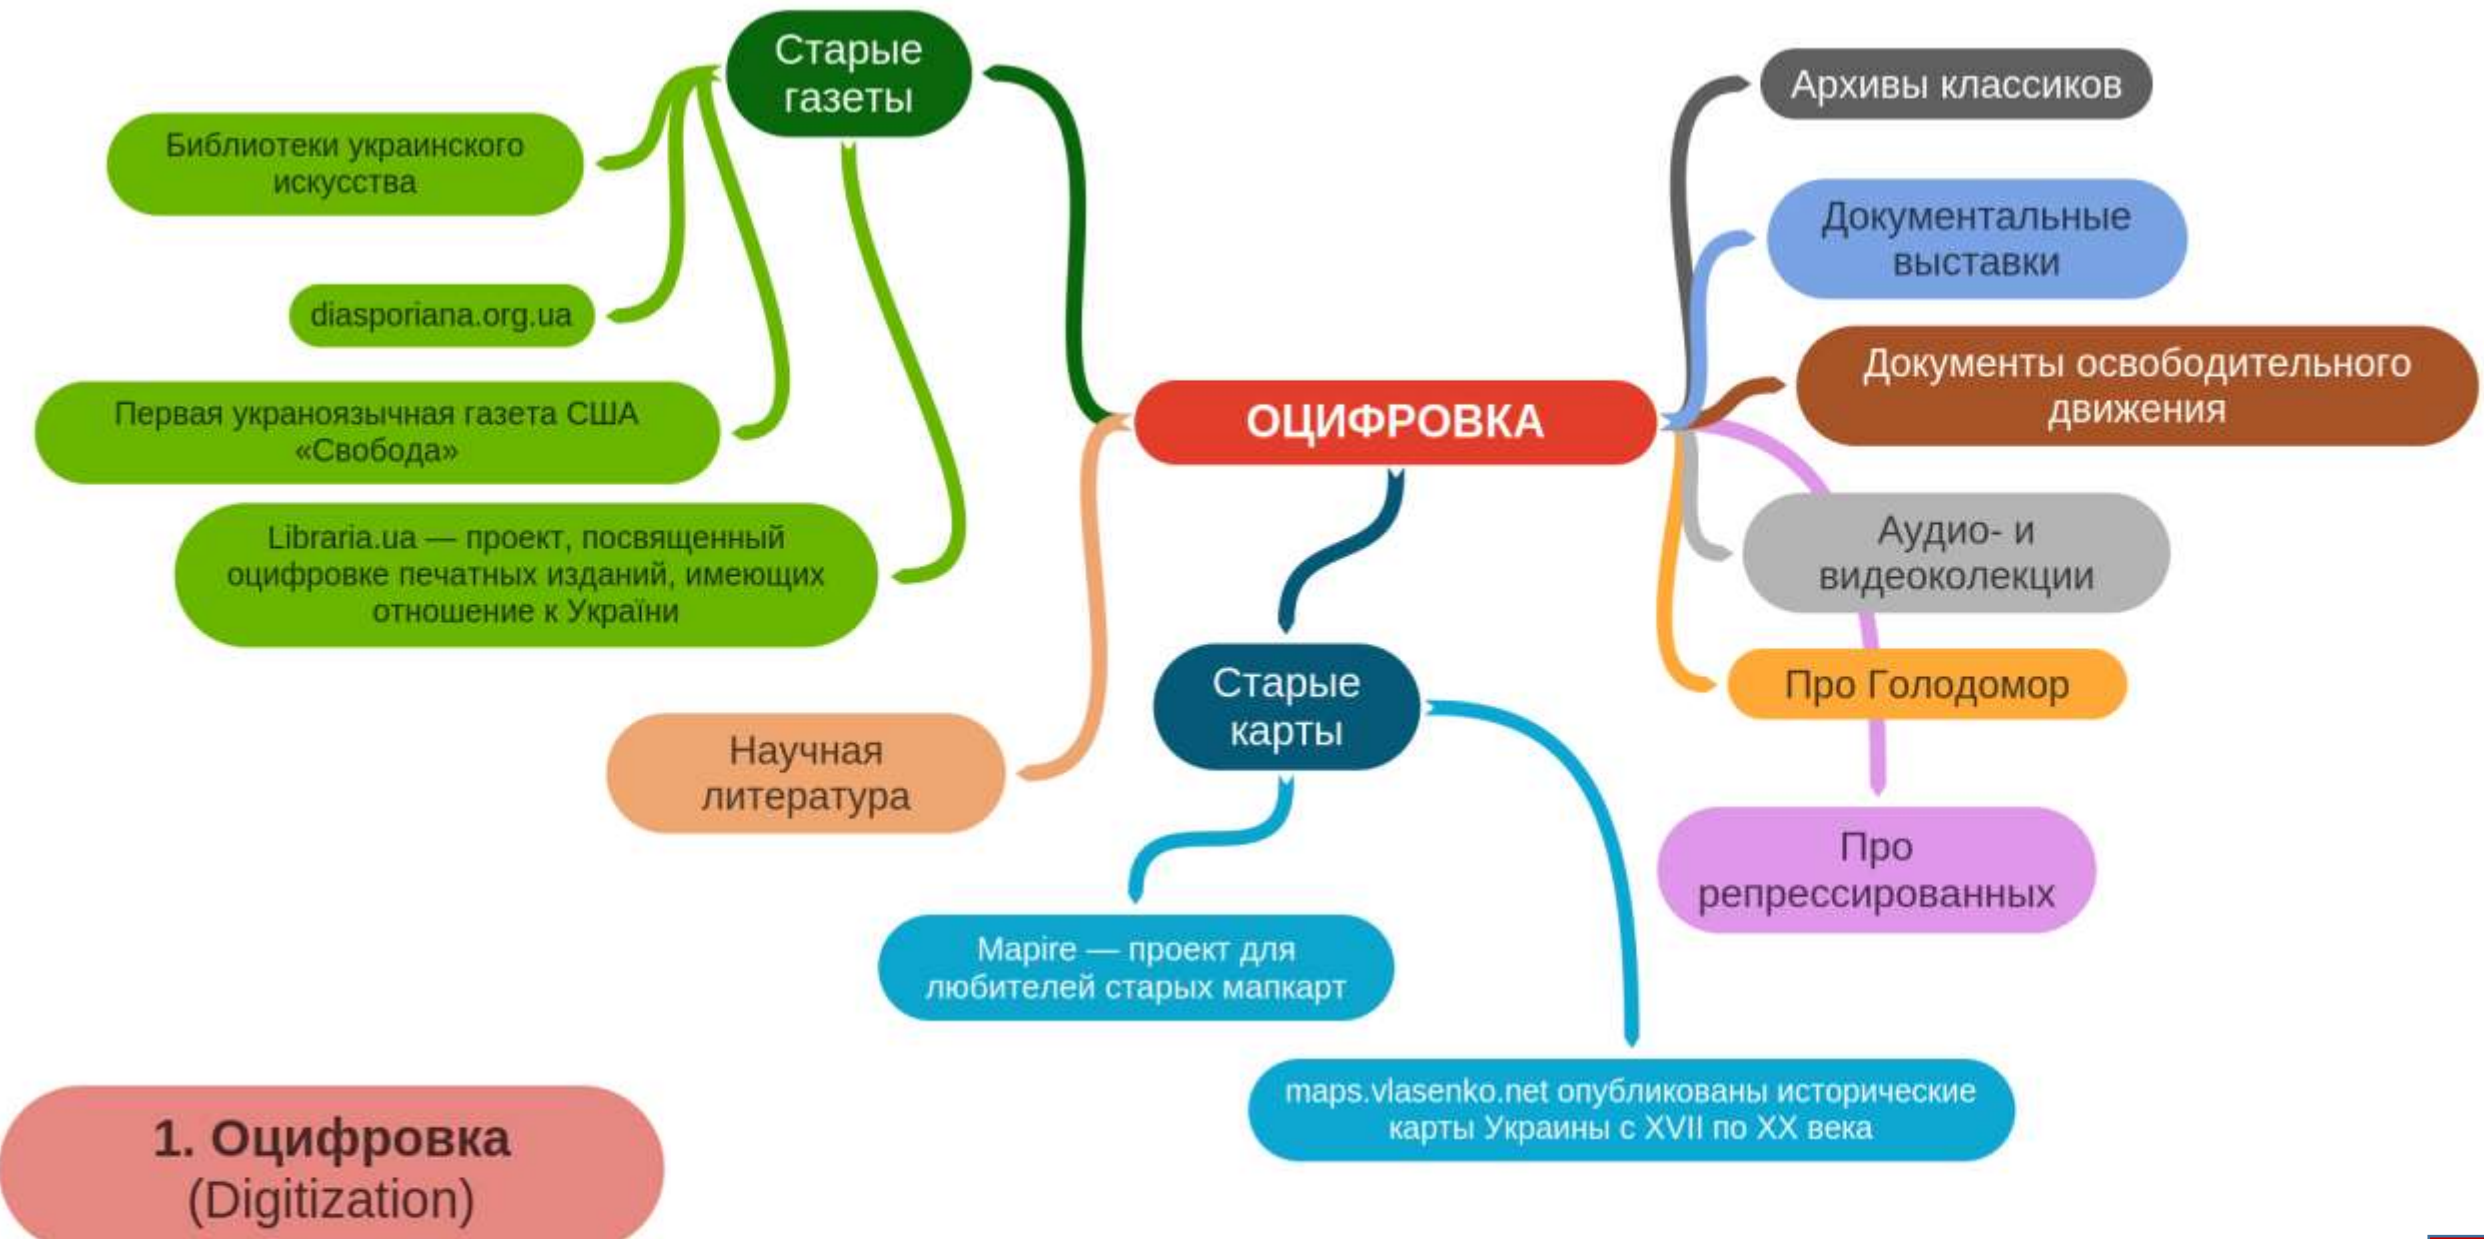 Старые
газеты
Библиотеки украинского
искусства
diasporiana.org.ua
Первая украноязычная газета США
«Свобода»
Libraria.ua — проект, посвященный
оцифровке печатных изданий, имеющих
отношение к України
Научная
литература
ОЦИФРОВКА
Старые
карты
Mapire — проект для
любителей старых мапкарт
maps.vlasenko.net опубликованы исторические
карты Украины с XVII по XX века
Архивы классиков
Документальные
выставки
Документы освободительного
движения
Аудио- и
видеоколекции
Про Голодомор
Про
репрессированных
1. Оцифровка
(Digitization)